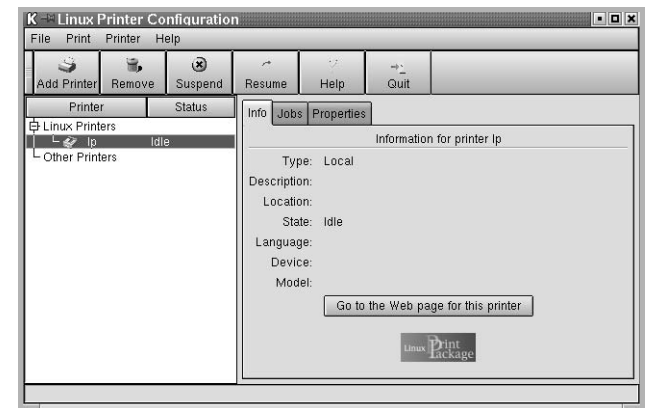 Linux Printer Configuration
File Print Printer Help
Add Printer Remove Suspend Resume Help Quit
Printer Status
Linux Printers
lp Idle
Other Printers
Info Jobs Properties
Information for printer lp
Type: Local
Description:
Location:
State: Idle
Language:
Device:
Model:
Go to the Web page for this printer
Linux Print Package